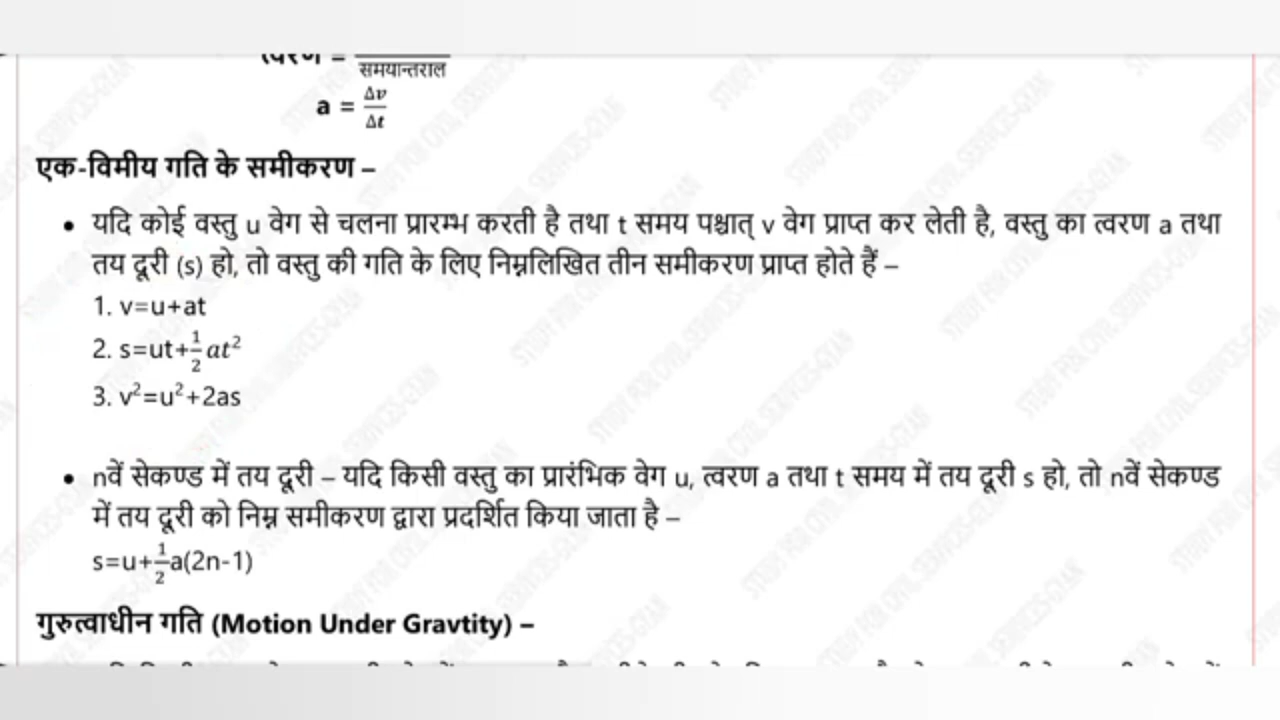 त्वरण =
समयान्तराल
a = Δv/Δt
एक-विमीय गति के समीकरण –
• यदि कोई वस्तु u वेग से चलना प्रारम्भ करती है तथा t समय पश्चात् v वेग प्राप्त कर लेती है, वस्तु का त्वरण a तथा
तय दूरी (s) हो, तो वस्तु की गति के लिए निम्नलिखित तीन समीकरण प्राप्त होते हैं –
1. v=u+at
2. s=ut+½at²
3. v²=u²+2as
• nवें सेकण्ड में तय दूरी – यदि किसी वस्तु का प्रारंभिक वेग u, त्वरण a तथा t समय में तय दूरी s हो, तो nवें सेकण्ड
में तय दूरी को निम्न समीकरण द्वारा प्रदर्शित किया जाता है –
s=u+½a(2n-1)
गुरुत्वाधीन गति (Motion Under Gravtity) –